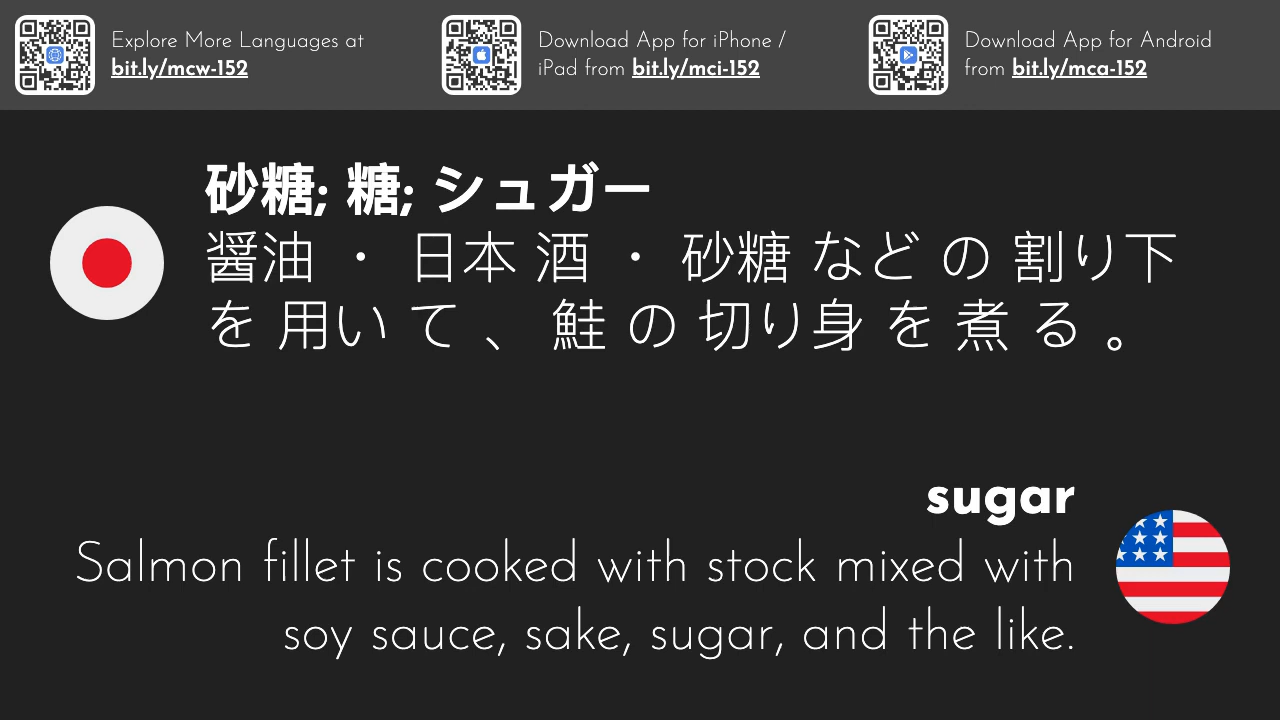 Explore More Languages at
bit.ly/mcw-152
Download App for iPhone /
iPad from bit.ly/mci-152
Download App for Android
from bit.ly/mca-152
砂糖; 糖; シュガー
醤油 ・ 日本 酒 ・ 砂糖 など の 割り下
を 用い て 、 鮭 の 切り身 を 煮 る 。
sugar
Salmon fillet is cooked with stock mixed with
soy sauce, sake, sugar, and the like.